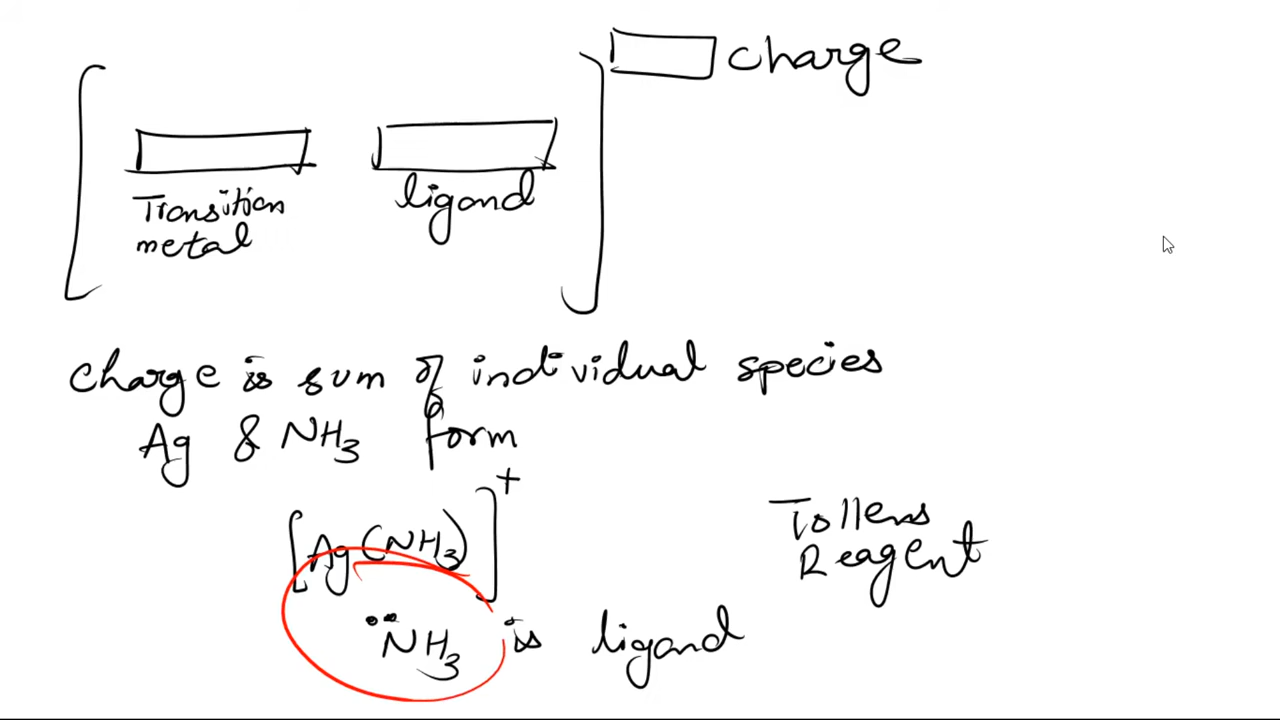 charge
Transition
metal
ligand
charge is sum of individual species
Ag & NH3 form
[Ag(NH3)]+
Tollens
Reagent
:NH3 is ligand